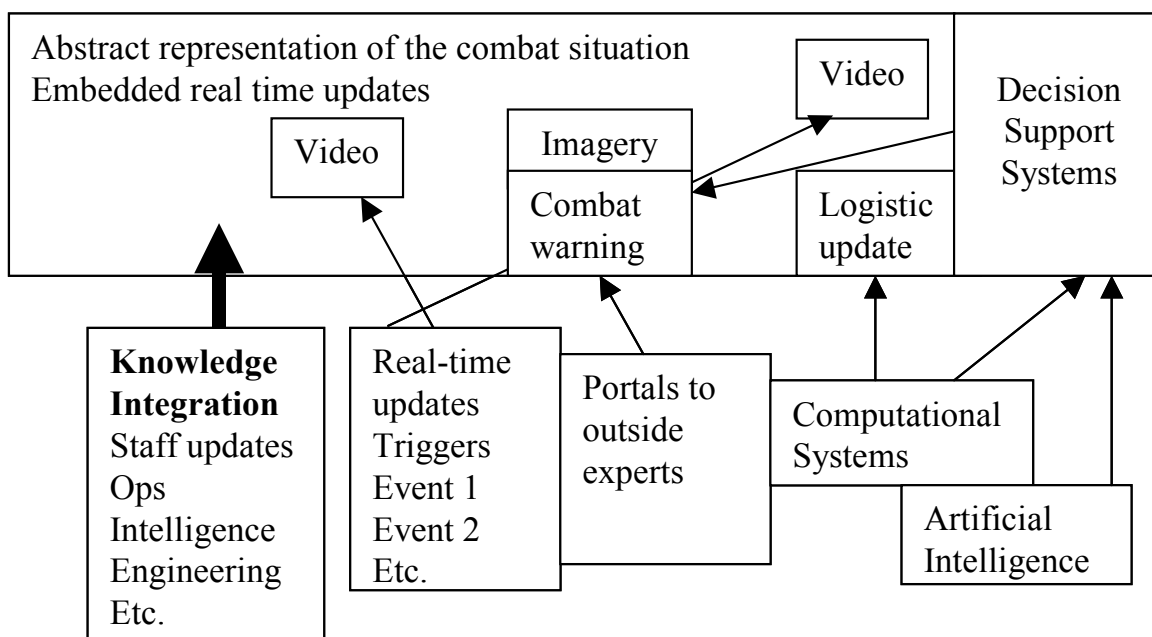 Abstract representation of the combat situation
Embedded real time updates
Video
Imagery
Combat
warning
Video
Logistic
update
Decision
Support
Systems
Knowledge
Integration
Staff updates
Ops
Intelligence
Engineering
Etc.
Real-time
updates
Triggers
Event 1
Event 2
Etc.
Portals to
outside
experts
Computational
Systems
Artificial
Intelligence